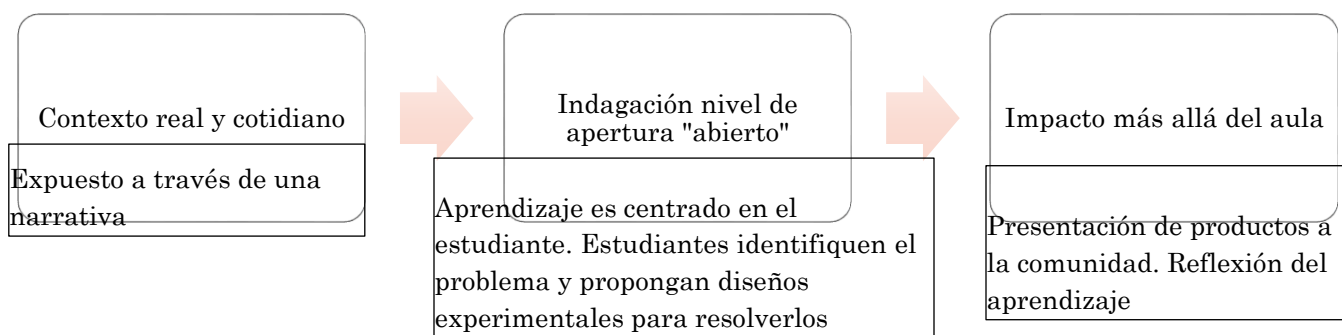 Contexto real y cotidiano
Expuesto a través de una
narrativa
Indagación nivel de
apertura "abierto"
Aprendizaje es centrado en el
estudiante. Estudiantes identifiquen el
problema y propongan diseños
experimentales para resolverlos
Impacto más allá del aula
Presentación de productos a
la comunidad. Reflexión del
aprendizaje